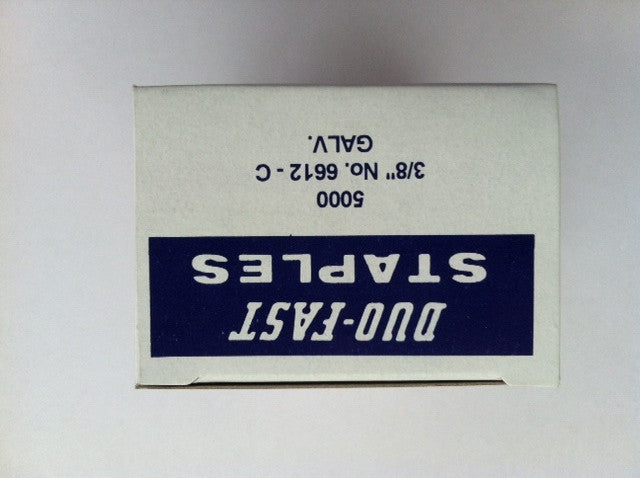 DUO-FAST
STAPLES
5000
3/8" No. 6612 - C
GALV.